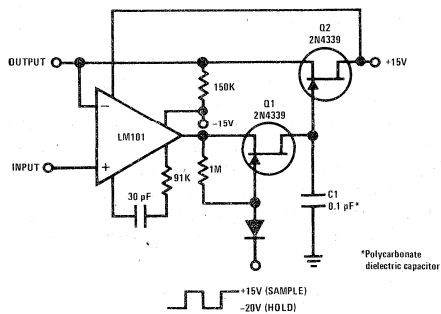 Q2
2N4339
OUTPUT
+15V
150K
Q1
2N4339
−
−15V
LM101
INPUT
+
91K
1M
30 pF
C1
0.1 pF*
*Polycarbonate
dielectric capacitor
+15V (SAMPLE)
−20V (HOLD)